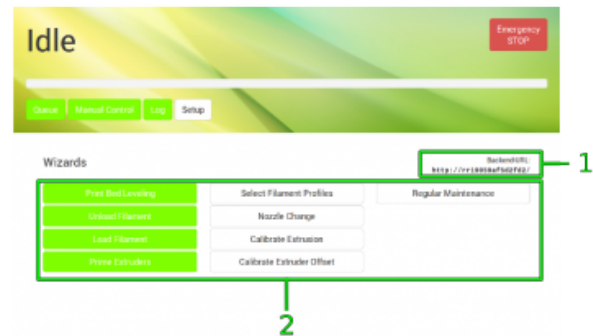 Idle
Emergency
STOP
Queue Manual Control Log Setup
Wizards
BackendURL:
1
Print Bed Leveling Select Filament Profiles Regular Maintenance
Unload Filament Nozzle Change
Load Filament Calibrate Extrusion
Prime Extruders Calibrate Extruder Offset
2